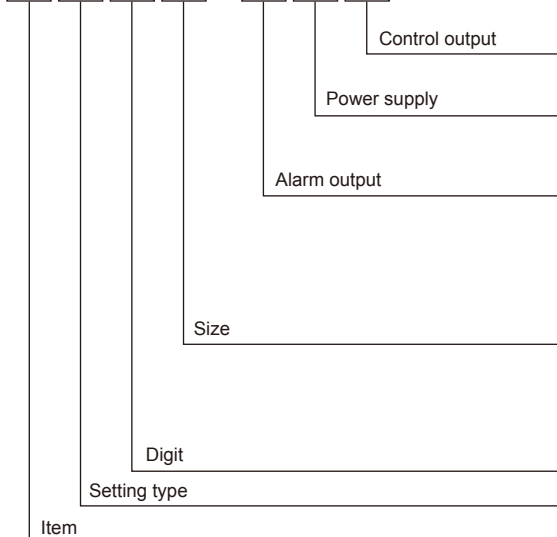 Control output
Power supply
Alarm output
Size
Digit
Setting type
Item